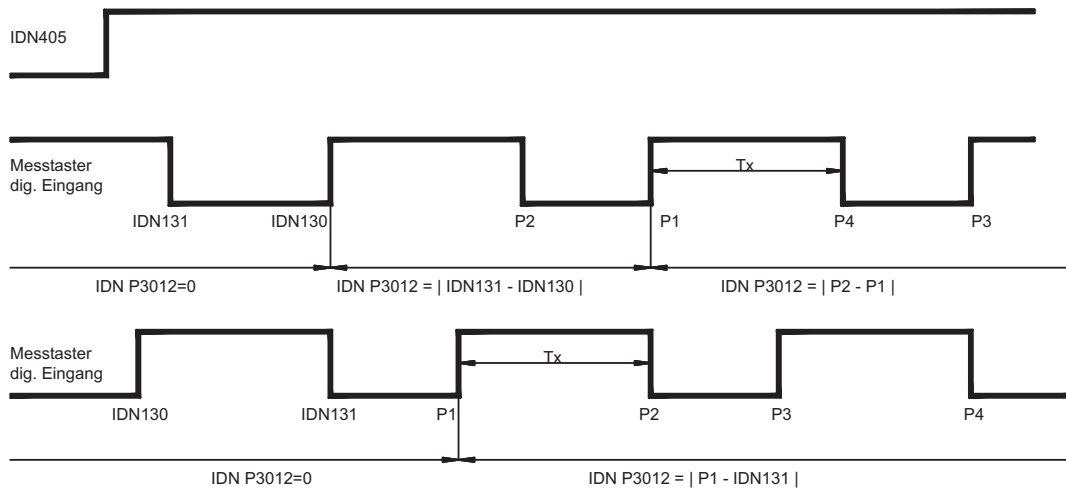 IDN405
Messtaster
dig. Eingang
Tx
IDN131 IDN130 P2 P1 P4 P3
IDN P3012=0 IDN P3012 = | IDN131 - IDN130 | IDN P3012 = | P2 - P1 |
Messtaster
dig. Eingang
Tx
IDN130 IDN131 P1 P2 P3 P4
IDN P3012=0 IDN P3012 = | P1 - IDN131 |